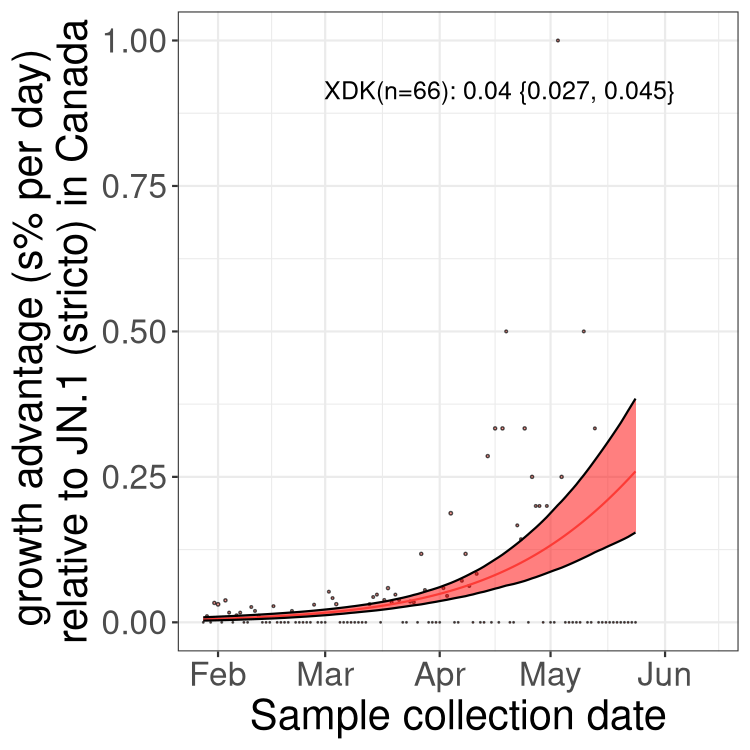 growth advantage (s% per day)
relative to JN.1 (stricto) in Canada
1.00
0.75
0.50
0.25
0.00
XDK(n=66): 0.04 {0.027, 0.045}
Feb Mar Apr May Jun
Sample collection date